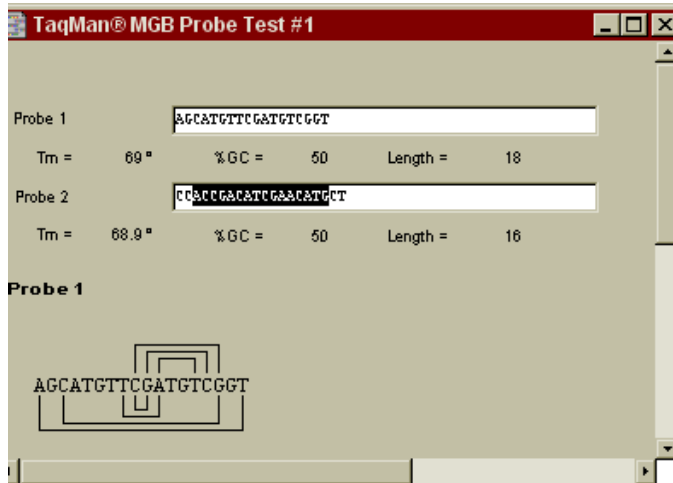 TaqMan® MGB Probe Test #1
Probe 1 AGCATGTTCGATGTCGGT
Tm = 69 ° %GC = 50 Length = 18
Probe 2 CCACCGACATCGAACATGCT
Tm = 68.9 ° %GC = 50 Length = 16
Probe 1
AGCATGTTCGATGTCGGT